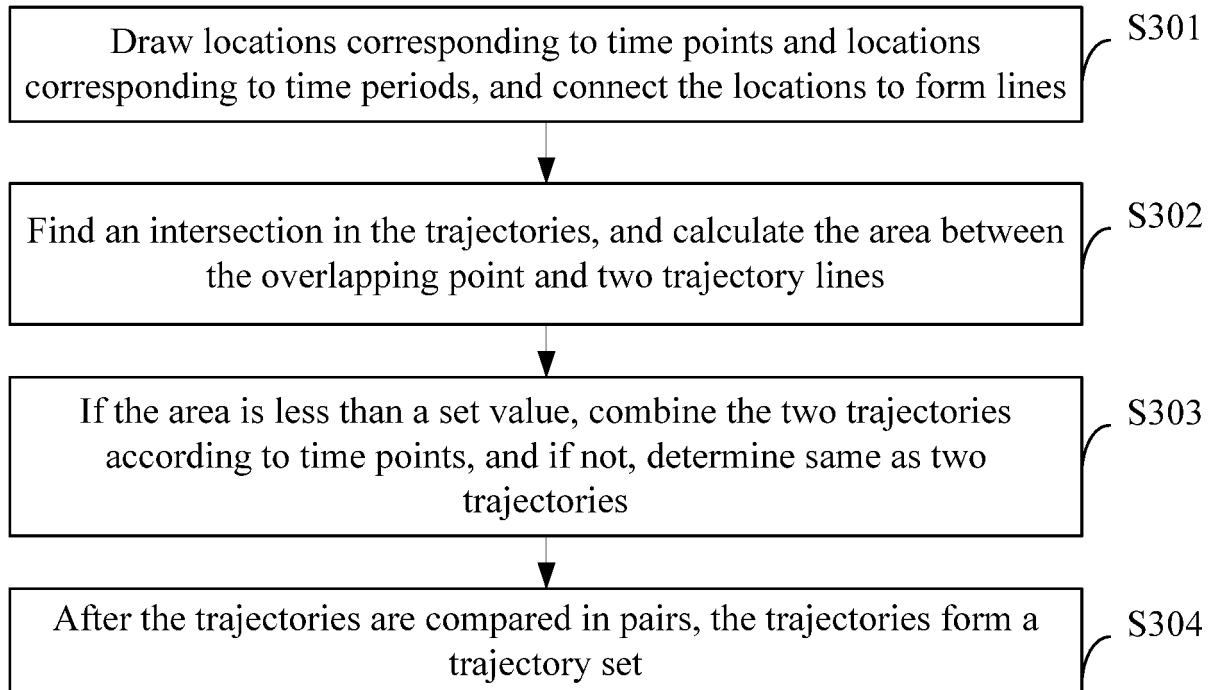 Draw locations corresponding to time points and locations
corresponding to time periods, and connect the locations to form lines
S301
Find an intersection in the trajectories, and calculate the area between
the overlapping point and two trajectory lines
S302
If the area is less than a set value, combine the two trajectories
according to time points, and if not, determine same as two
trajectories
S303
After the trajectories are compared in pairs, the trajectories form a
trajectory set
S304